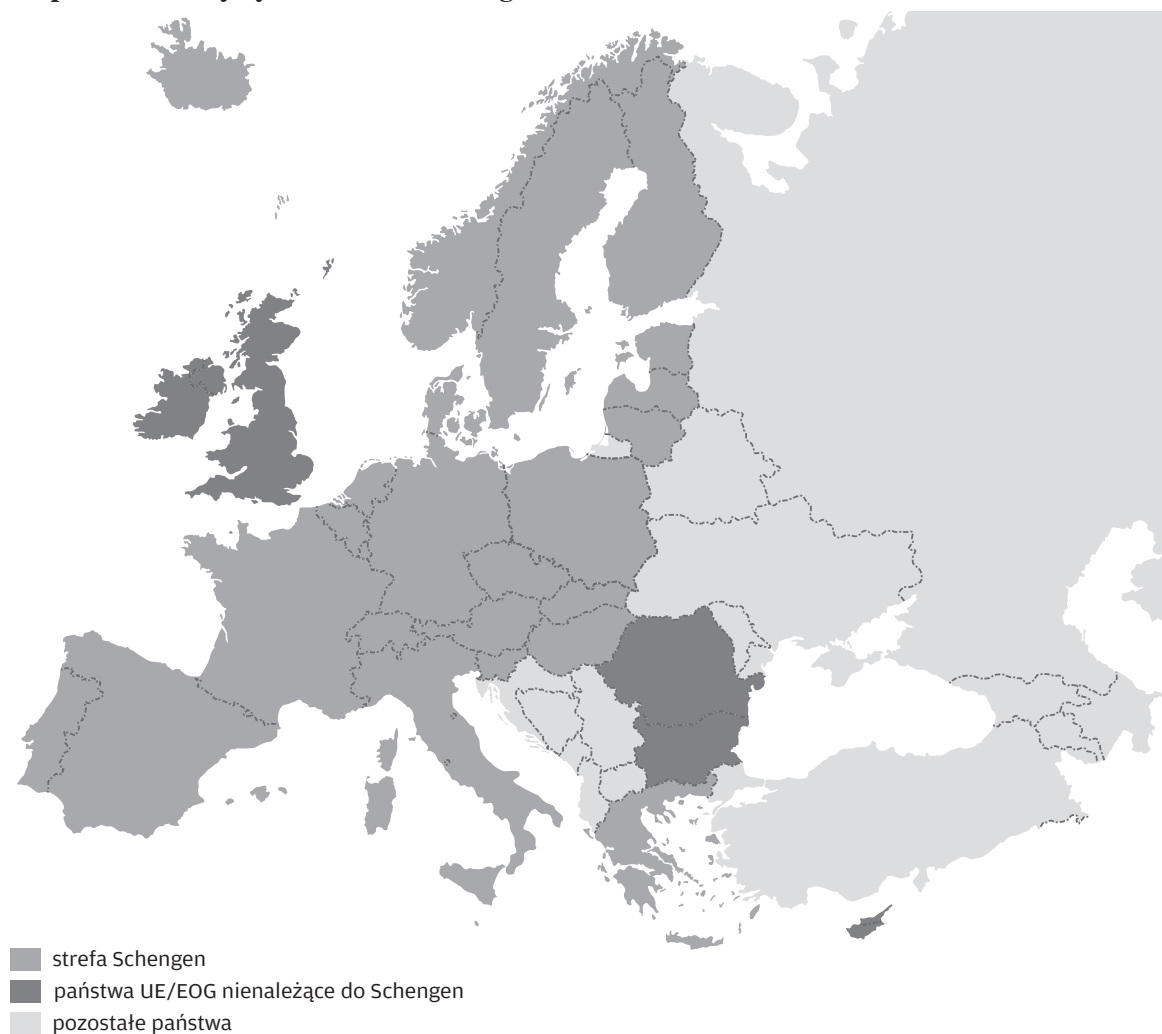 strefa Schengen
państwa UE/EOG nienależące do Schengen
pozostałe państwa